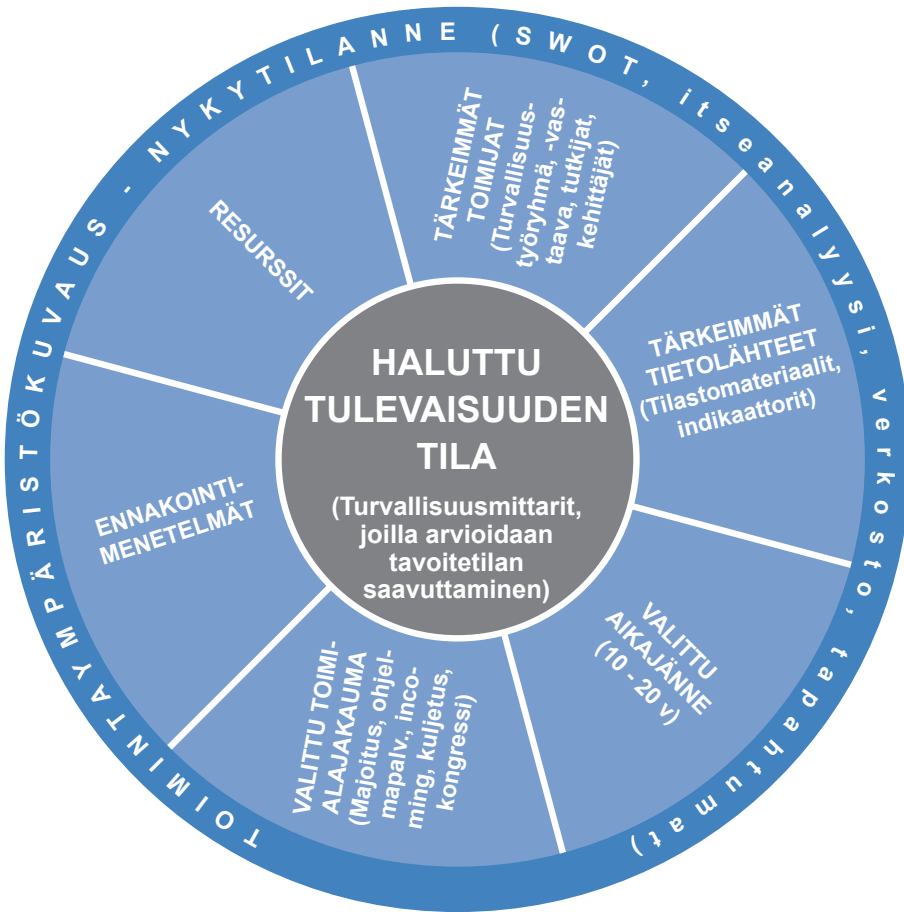 TOIMINTAYMPÄRISTÖKUVAUS - NYKYTILANNE (SWOT, itseanalyysi, verkosto, tapahtumat)
TÄRKEIMMÄT
TOIMIJAT
(Turvallisuus-
työryhmä, -vas-
taava, tutkijat,
kehittäjät)
TÄRKEIMMÄT
TIETOLÄHTEET
(Tilastomateriaalit,
indikaattorit)
VALITTU
AIKAJÄNNE
(10 - 20 v)
VALITTU TOIMI-
ALAJAKAUMA
(Majoitus, ohjel-
mapalv., inco-
ming, kuljetus,
kongressi)
ENNAKOINTI-
MENETELMÄT
RESURSSIT
HALUTTU
TULEVAISUUDEN
TILA
(Turvallisuusmittarit,
joilla arvioidaan
tavoitetilan
saavuttaminen)